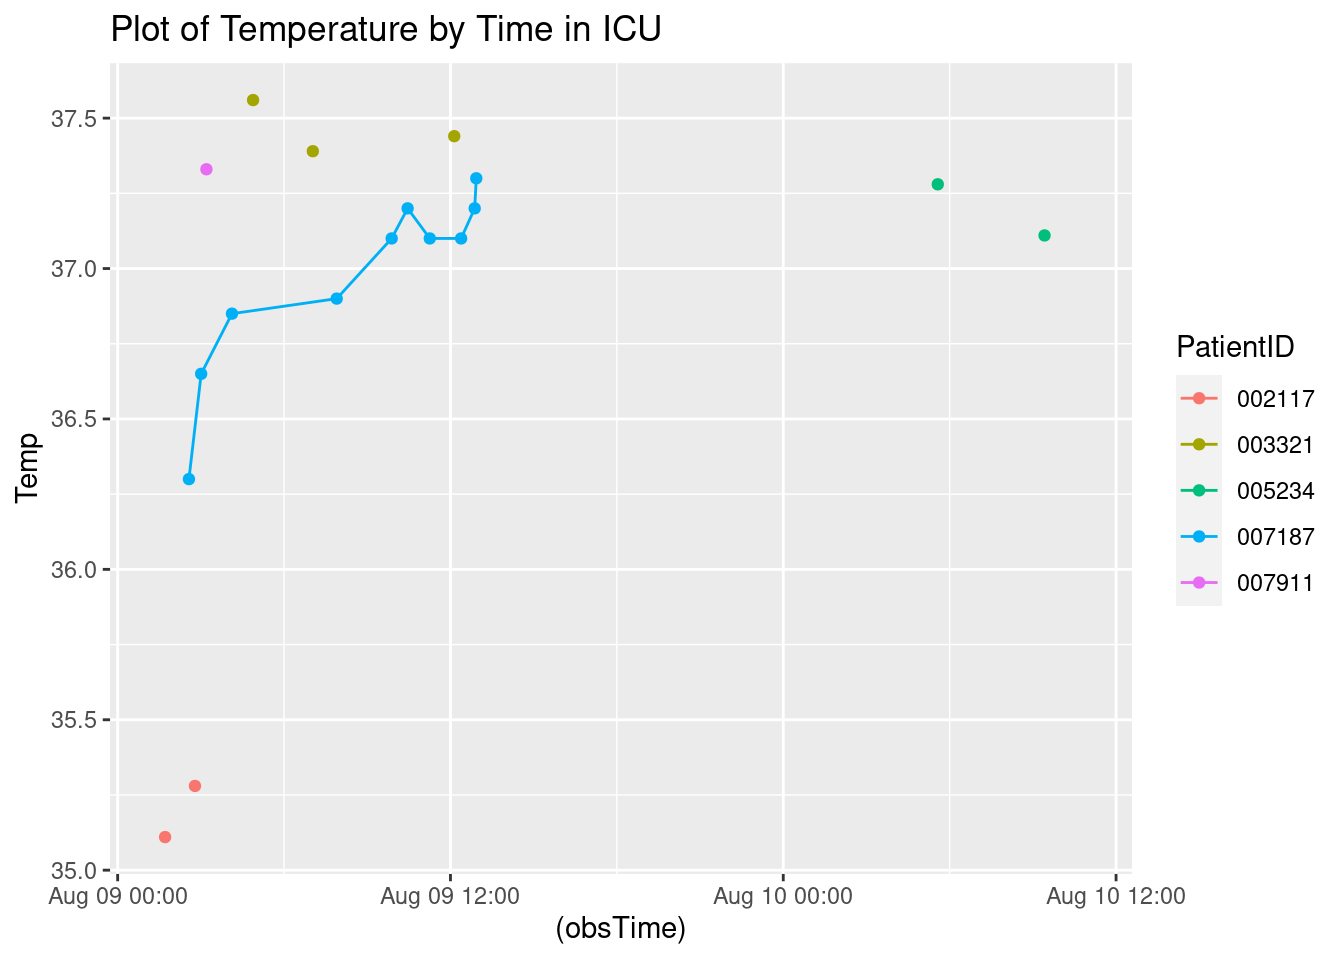 Plot of Temperature by Time in ICU
37.5
37.0
36.5
36.0
35.5
35.0
Temp
Aug 09 00:00
Aug 09 12:00
Aug 10 00:00
Aug 10 12:00
(obsTime)
PatientID
002117
003321
005234
007187
007911